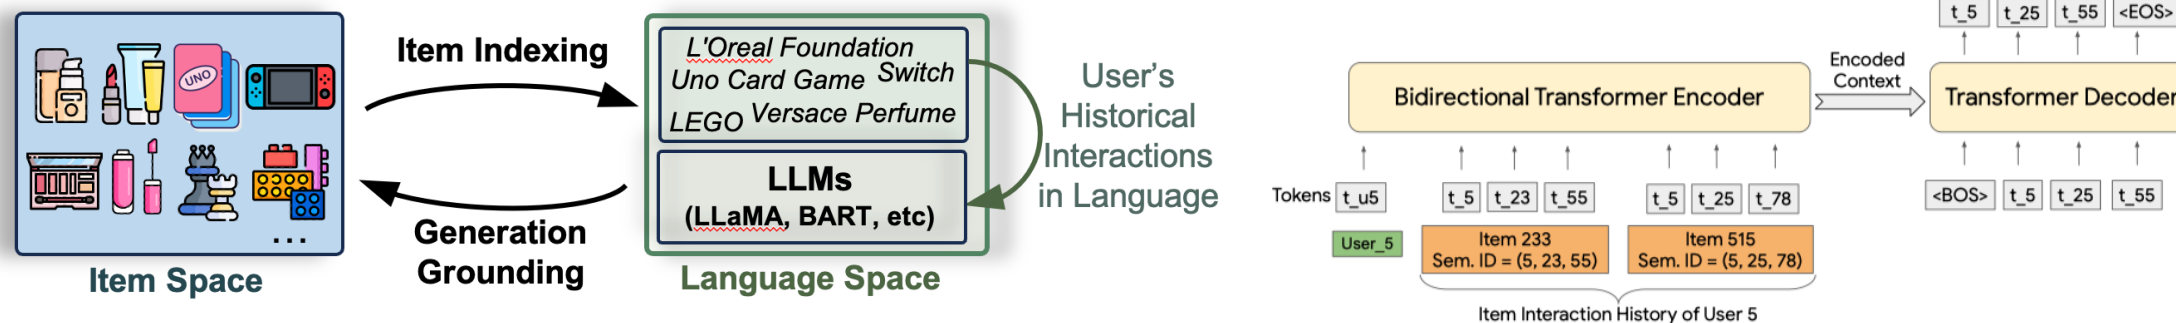 UNO
Item Space
Item Indexing
Generation
Grounding
L'Oreal Foundation
Uno Card Game Switch
LEGO Versace Perfume
LLMs
(LLaMA, BART, etc)
Language Space
User's
Historical
Interactions
in Language
Bidirectional Transformer Encoder
Tokens t_u5 t_5 t_23 t_55 t_5 t_25 t_78
User_5
Item 233
Sem. ID = (5, 23, 55)
Item 515
Sem. ID = (5, 25, 78)
Item Interaction History of User 5
Encoded
Context
t_5 t_25 t_55 <EOS>
Transformer Decoder
<BOS> t_5 t_25 t_55